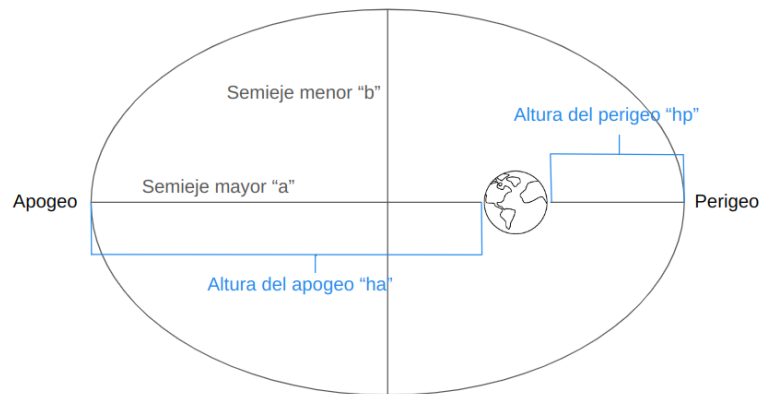 Semieje menor “b”
Altura del perigeo “hp”
Semieje mayor “a”
Apogeo
Perigeo
Altura del apogeo “ha”